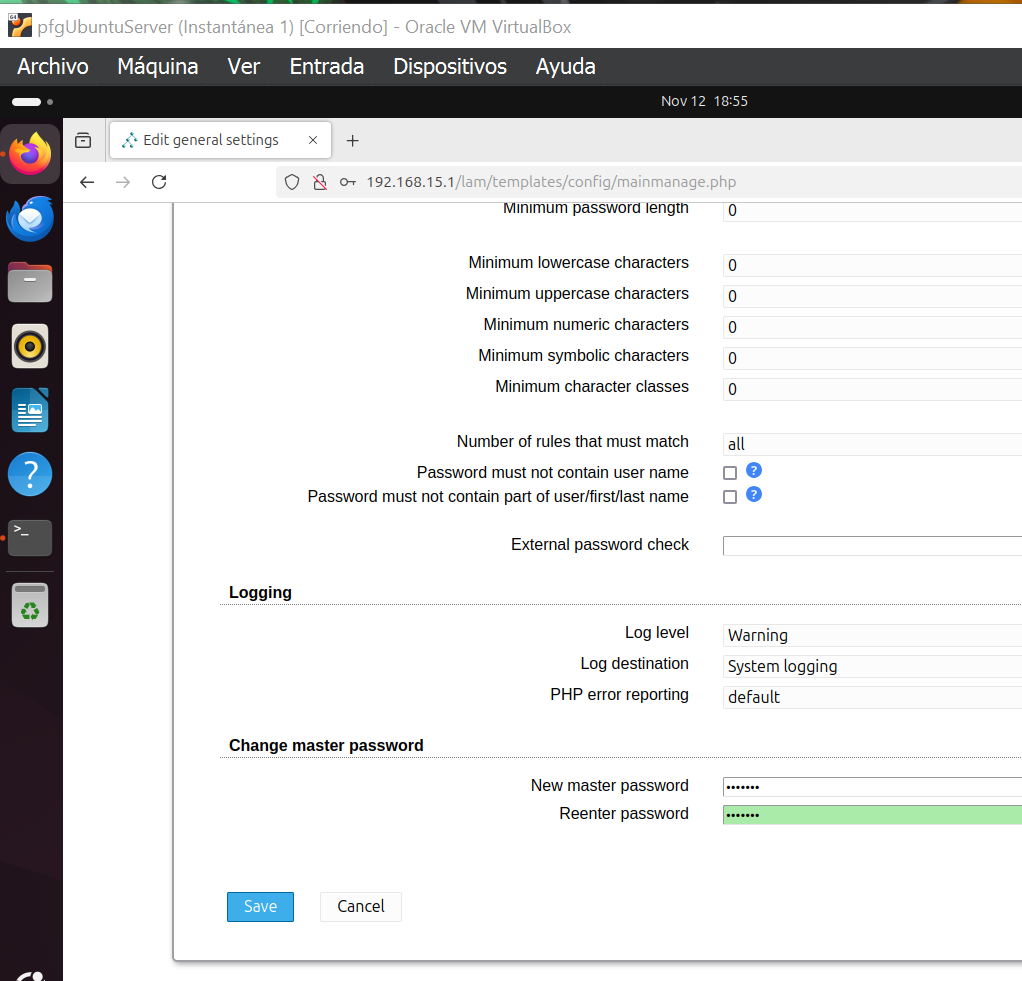 pfgUbuntuServer (Instantánea 1) [Corriendo] - Oracle VM VirtualBox
Archivo Máquina Ver Entrada Dispositivos Ayuda
Nov 12 18:55
Edit general settings
192.168.15.1/lam/templates/config/mainmanage.php
Minimum password length 0
Minimum lowercase characters 0
Minimum uppercase characters 0
Minimum numeric characters 0
Minimum symbolic characters 0
Minimum character classes 0
Number of rules that must match all
Password must not contain user name
Password must not contain part of user/first/last name
External password check
Logging
Log level Warning
Log destination System logging
PHP error reporting default
Change master password
New master password •••••••
Reenter password •••••••
Save Cancel